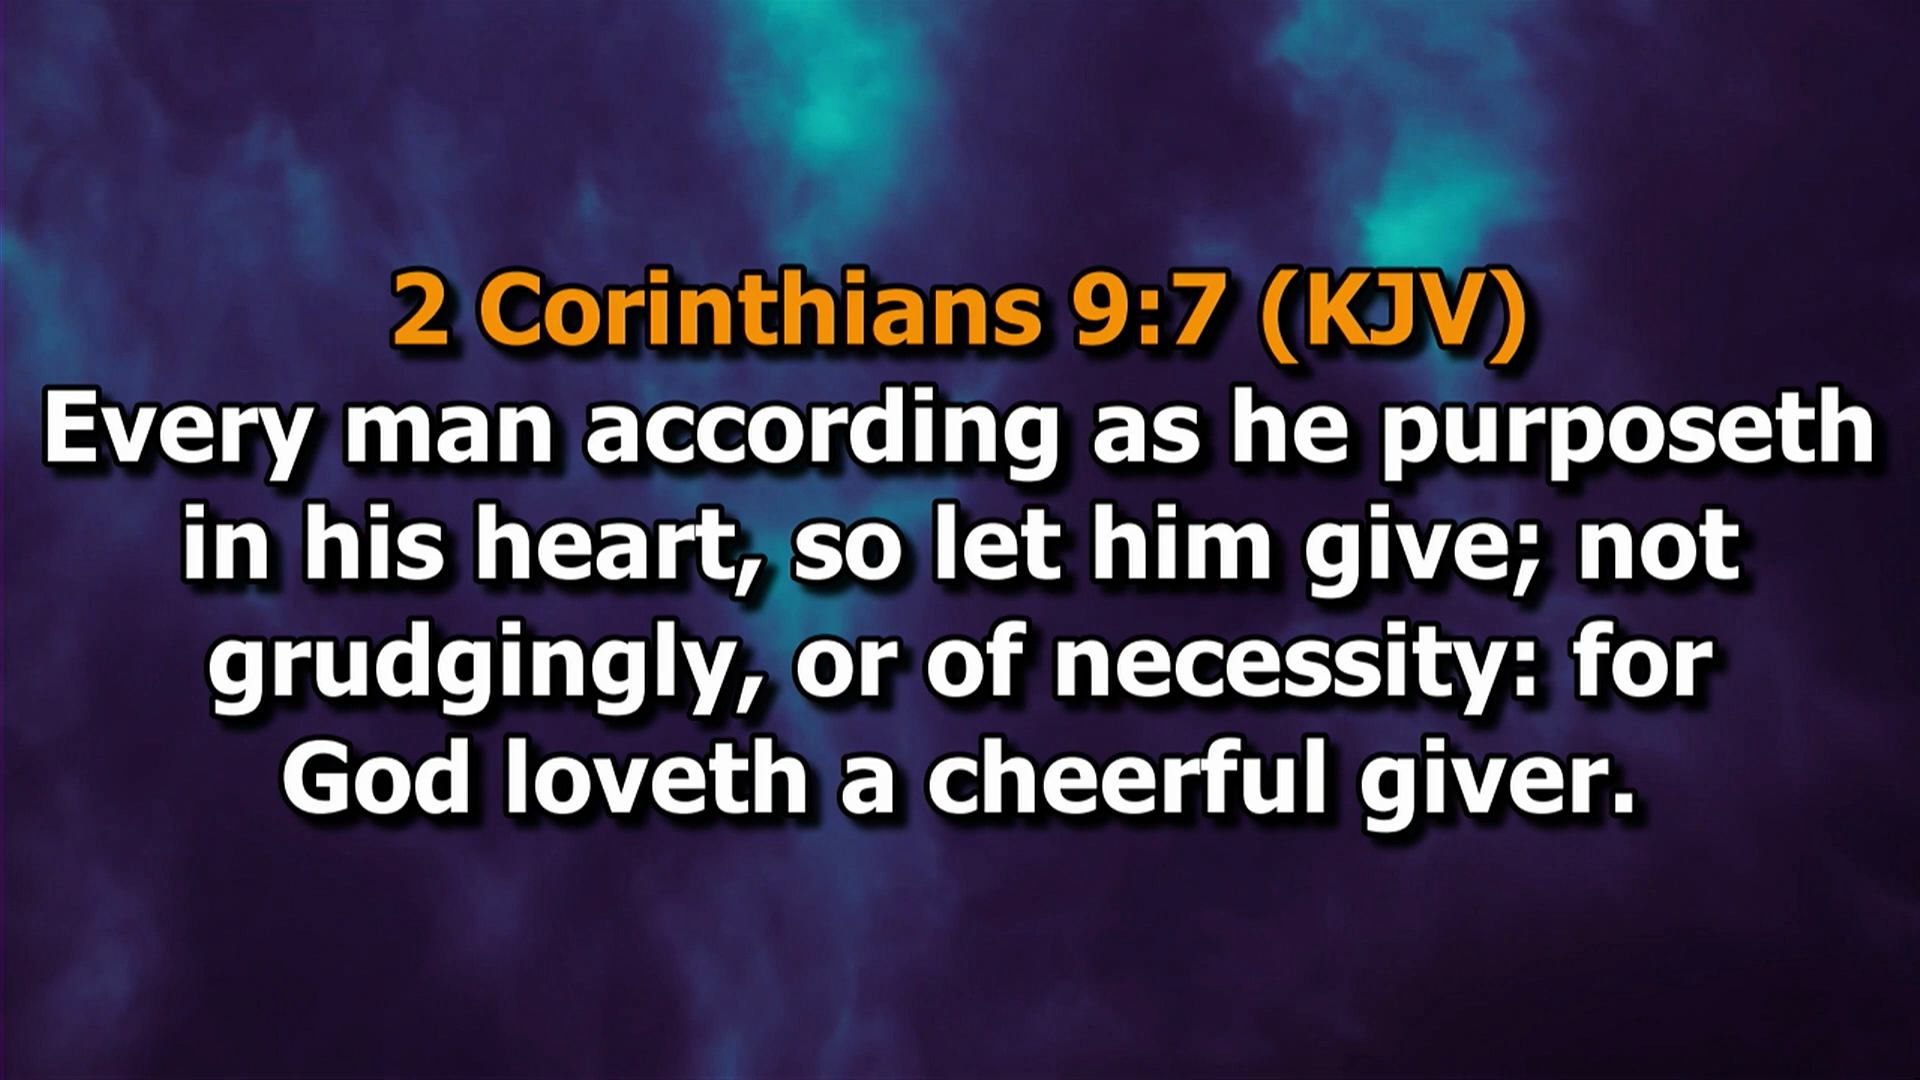 2 Corinthians 9:7 (KJV)
Every man according as he purposeth
in his heart, so let him give; not
grudgingly, or of necessity: for
God loveth a cheerful giver.